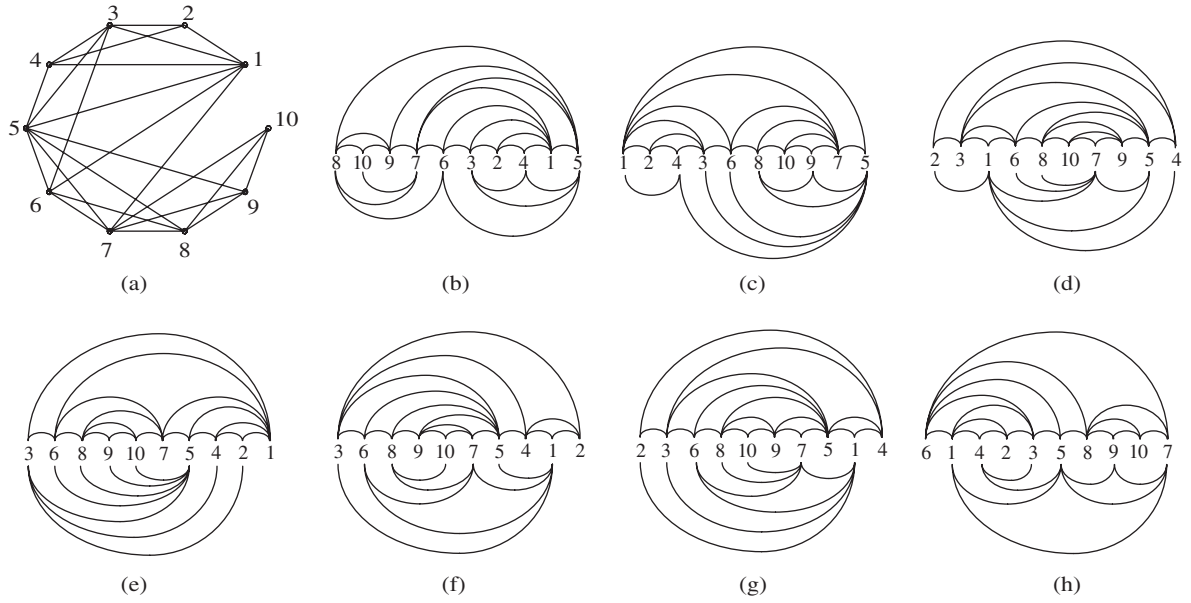 3 2
4 1
5 10
6 9
7 8
(a)
8 10 9 7 6 3 2 4 1 5
(b)
1 2 4 3 6 8 10 9 7 5
(c)
2 3 1 6 8 10 7 9 5 4
(d)
3 6 8 9 10 7 5 4 2 1
(e)
3 6 8 9 10 7 5 4 1 2
(f)
2 3 6 8 10 9 7 5 1 4
(g)
6 1 4 2 3 5 8 9 10 7
(h)